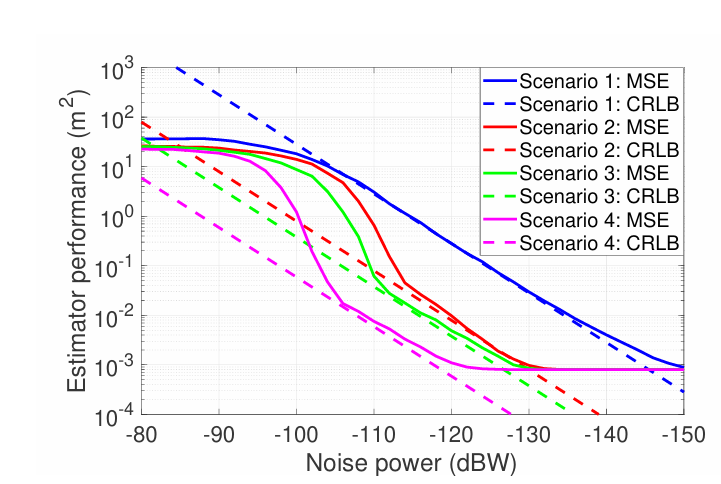 10^3
10^2
10^1
10^0
10^-1
10^-2
10^-3
10^-4
Estimator performance (m^2)
Scenario 1: MSE
Scenario 1: CRLB
Scenario 2: MSE
Scenario 2: CRLB
Scenario 3: MSE
Scenario 3: CRLB
Scenario 4: MSE
Scenario 4: CRLB
-80 -90 -100 -110 -120 -130 -140 -150
Noise power (dBW)